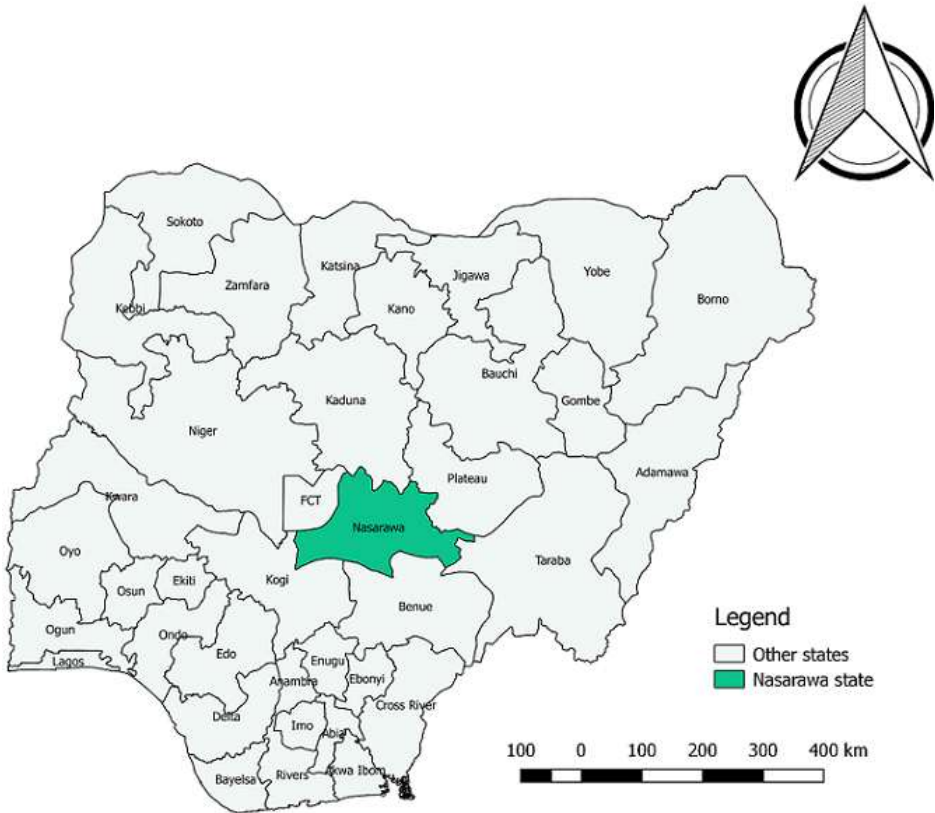 Sokoto
Katsina
Jigawa
Yobe
Zamfara
Borno
Kebbi
Kano
Bauchi
Kaduna
Gombe
Niger
Adamawa
Plateau
FCT
Kwara
Nasarawa
Oyo
Taraba
Kogi
Ekiti
Osun
Benue
Ogun
Ondo
Edo
Lagos
Enugu
Anambra
Ebonyi
Cross River
Delta
Imo
Abia
Bayelsa
Rivers
Akwa Ibom
Legend
Other states
Nasarawa state
100 0 100 200 300 400 km